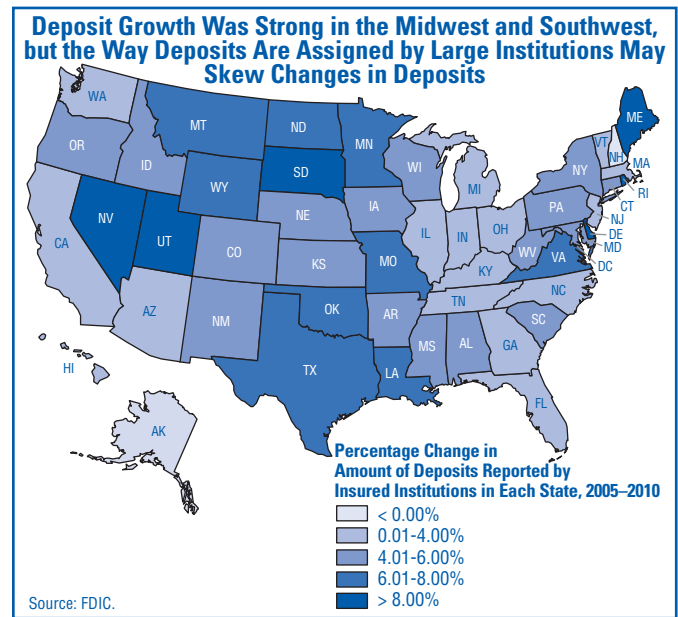 Deposit Growth Was Strong in the Midwest and Southwest,
but the Way Deposits Are Assigned by Large Institutions May
Skew Changes in Deposits
WA
MT
ND
MN
ME
VT
NH
MA
OR
ID
WY
SD
WI
MI
NY
RI
CT
NJ
DE
MD
DC
NV
UT
CO
NE
IA
IL
IN
OH
PA
WV
VA
CA
KS
MO
KY
NC
TN
AZ
NM
OK
AR
SC
MS
AL
GA
TX
LA
FL
HI
AK
Percentage Change in
Amount of Deposits Reported by
Insured Institutions in Each State, 2005–2010
< 0.00%
0.01-4.00%
4.01-6.00%
6.01-8.00%
> 8.00%
Source: FDIC.